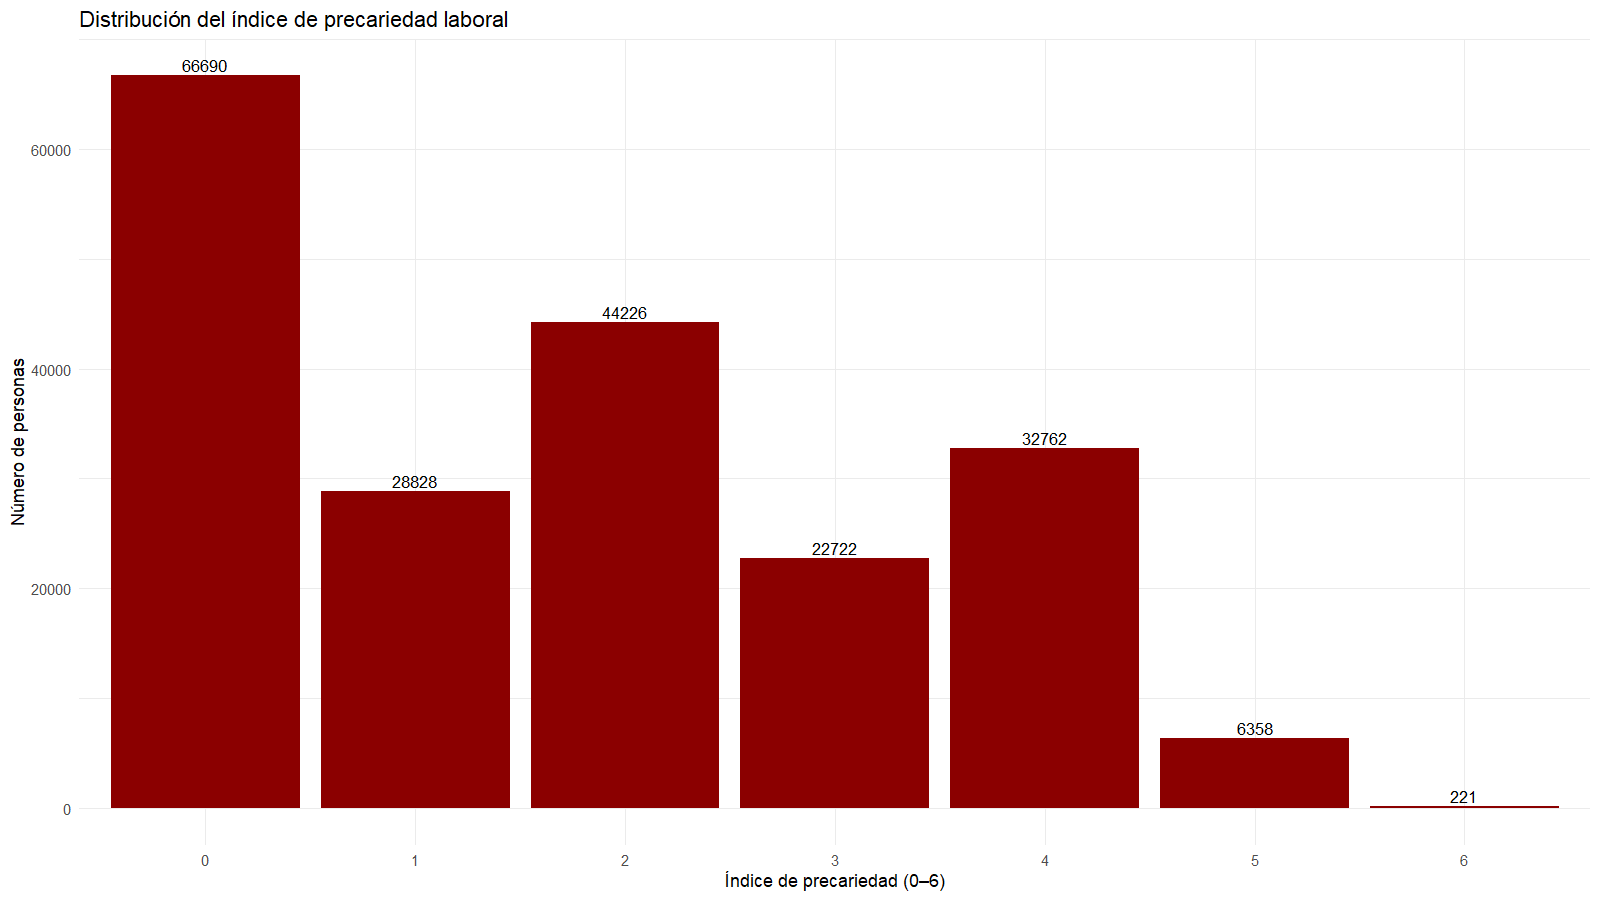 Distribución del índice de precariedad laboral
66690
28828
44226
22722
32762
6358
221
60000
40000
20000
0
Número de personas
0 1 2 3 4 5 6
Índice de precariedad (0–6)